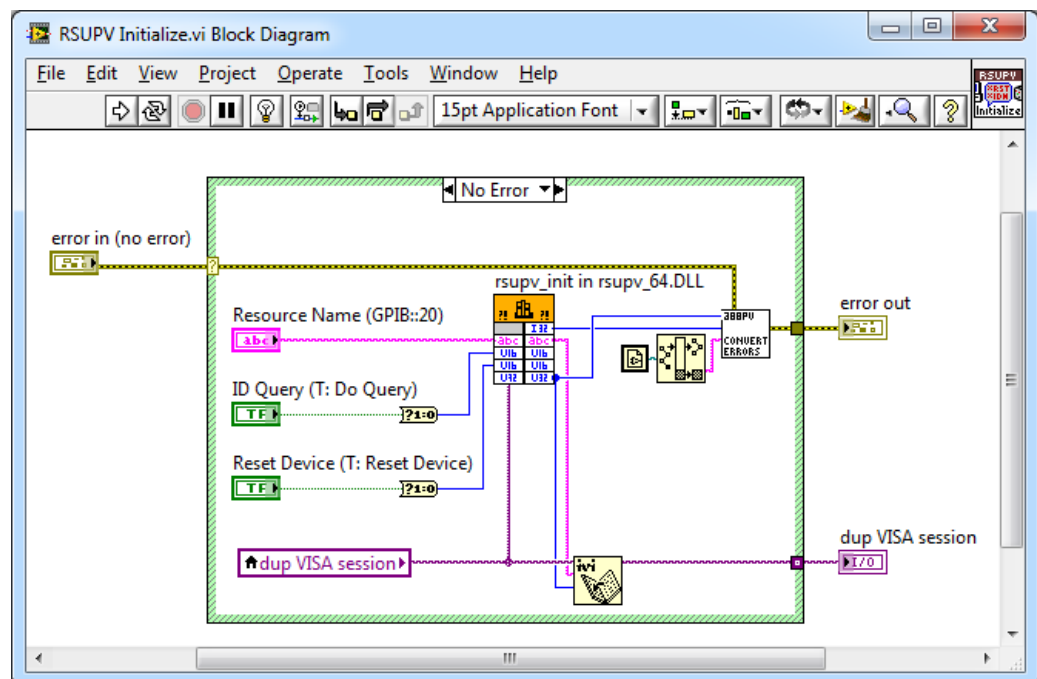 RSUPV Initialize.vi Block Diagram
File Edit View Project Operate Tools Window Help
RSUPV
Initialize
15pt Application Font
No Error
error in (no error)
?
rsupv_init in rsupv_64.DLL
Resource Name (GPIB::20)
abc
?! ?!
I32
abc abc
U16 U16
U16 U16
U32 U32
CONVERT
ERRORS
error out
ID Query (T: Do Query)
TF
?1:0
Reset Device (T: Reset Device)
TF
?1:0
dup VISA session
dup VISA session
I/O
ivi